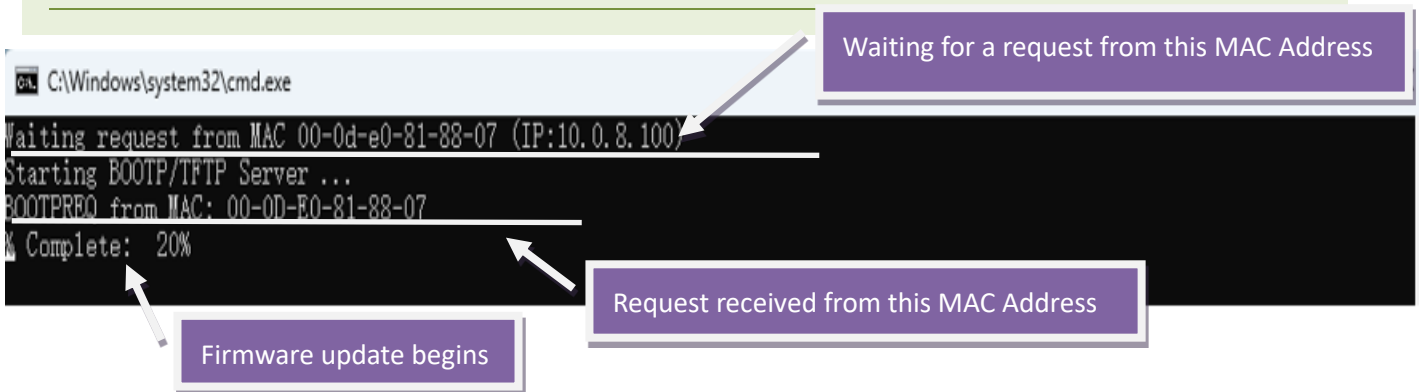 Waiting for a request from this MAC Address
C:\Windows\system32\cmd.exe
Waiting request from MAC 00-0d-e0-81-88-07 (IP:10.0.8.100)
Starting BOOTP/TFTP Server ...
BOOTPREQ from MAC: 00-0D-E0-81-88-07
% Complete: 20%
Request received from this MAC Address
Firmware update begins